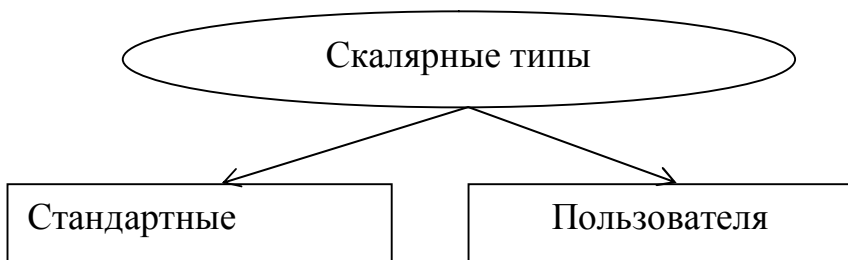 Скалярные типы
Стандартные
Пользователя